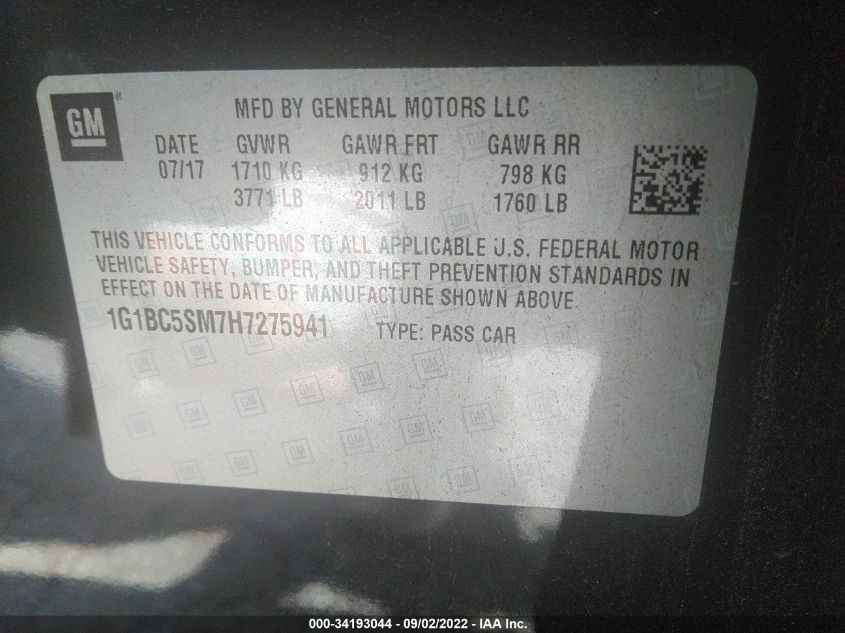 GM ®
MFD BY GENERAL MOTORS LLC
DATE GVWR GAWR FRT GAWR RR
07/17 1710 KG 912 KG 798 KG
3771 LB 2011 LB 1760 LB
THIS VEHICLE CONFORMS TO ALL APPLICABLE U.S. FEDERAL MOTOR
VEHICLE SAFETY, BUMPER, AND THEFT PREVENTION STANDARDS IN
EFFECT ON THE DATE OF MANUFACTURE SHOWN ABOVE.
1G1BC5SM7H7275941 TYPE: PASS CAR
000-34193044 - 09/02/2022 - IAA Inc.